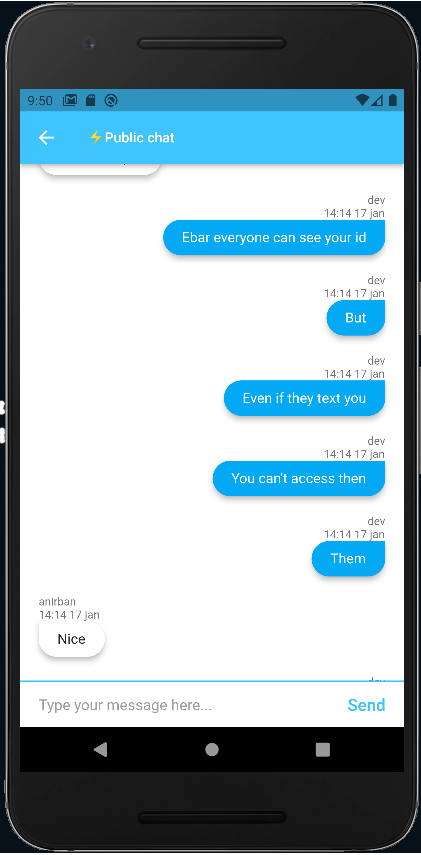 9:50
⚡Public chat
dev
14:14 17 jan
Ebar everyone can see your id
dev
14:14 17 jan
But
dev
14:14 17 jan
Even if they text you
dev
14:14 17 jan
You can't access then
dev
14:14 17 jan
Them
anirban
14:14 17 jan
Nice
Type your message here...
Send